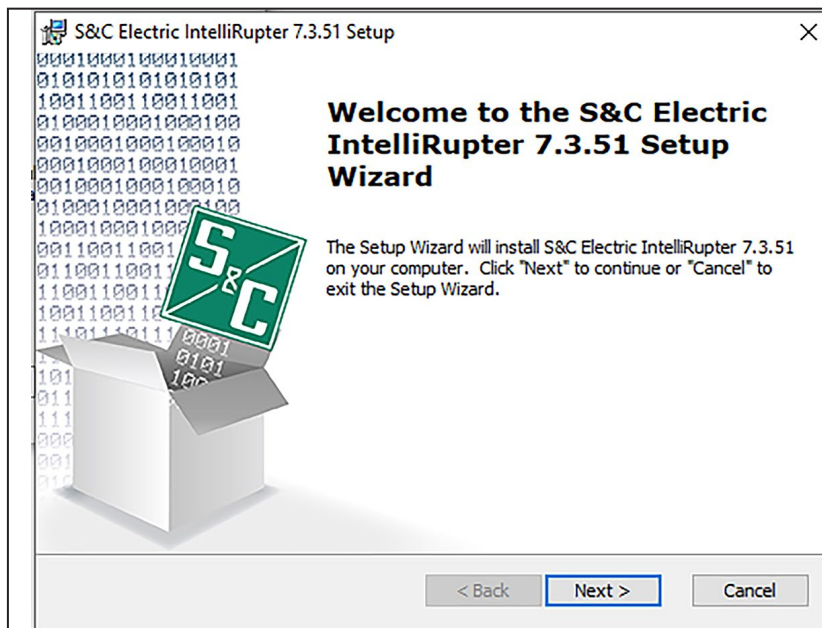 S&C Electric IntelliRupter 7.3.51 Setup
0001000100010001
0101010101010101
1001100110011001
0100010001000100
0010001000100010
0001000100010001
0010001000100010
0100010001000100
Welcome to the S&C Electric
IntelliRupter 7.3.51 Setup
Wizard
The Setup Wizard will install S&C Electric IntelliRupter 7.3.51
on your computer. Click "Next" to continue or "Cancel" to
exit the Setup Wizard.
S&C
0001
0101
< Back
Next >
Cancel